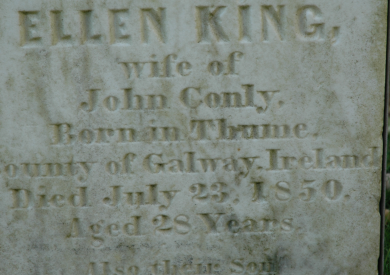 ELLEN KING,
wife of
John Conly.
Born in Thume.
County of Galway, Ireland
Died July 23, 1850.
Aged 28 Years.
Also their Son